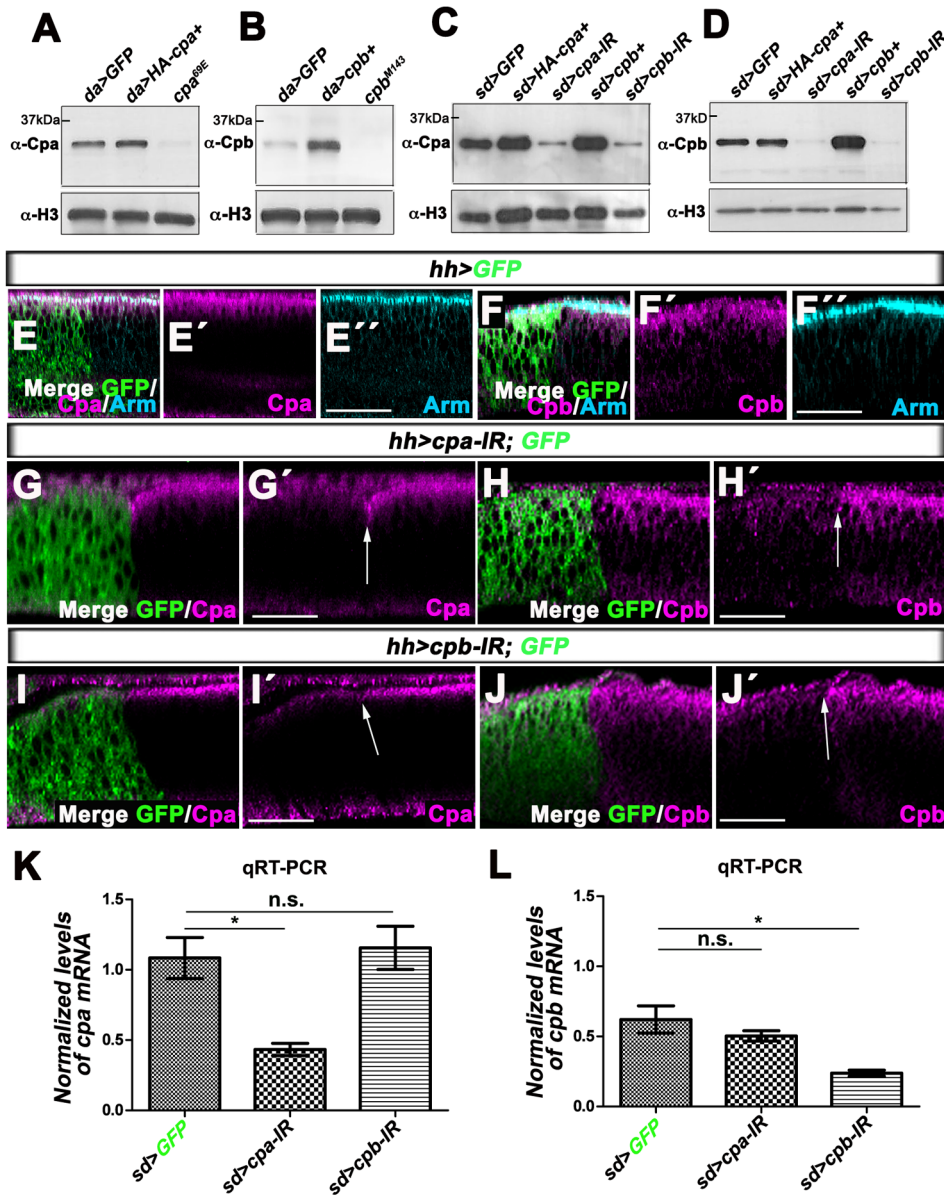 A
da>GFP
da>HA-cpa+
cpa69E
37kDa
α-Cpa
α-H3
B
da>GFP
da>cpb+
cpbM143
37kDa
α-Cpb
α-H3
C
sd>GFP
sd>HA-cpa+
sd>cpa-IR
sd>cpb+
sd>cpb-IR
37kDa
α-Cpa
α-H3
D
sd>GFP
sd>HA-cpa+
sd>cpa-IR
sd>cpb+
sd>cpb-IR
37kD
α-Cpb
α-H3
hh>GFP
E
Merge GFP/
Cpa/Arm
E´
Cpa
E´´
Arm
F
Merge GFP/
Cpb/Arm
F´
Cpb
F´´
Arm
hh>cpa-IR; GFP
G
Merge GFP/Cpa
G´
Cpa
H
Merge GFP/Cpb
H´
Cpb
hh>cpb-IR; GFP
I
Merge GFP/Cpa
I´
Cpa
J
Merge GFP/Cpb
J´
Cpb
K
qRT-PCR
Normalized levels
of cpa mRNA
1.5
1.0
0.5
0.0
n.s.
*
sd>GFP
sd>cpa-IR
sd>cpb-IR
L
qRT-PCR
Normalized levels
of cpb mRNA
1.5
1.0
0.5
0.0
*
n.s.
sd>GFP
sd>cpa-IR
sd>cpb-IR